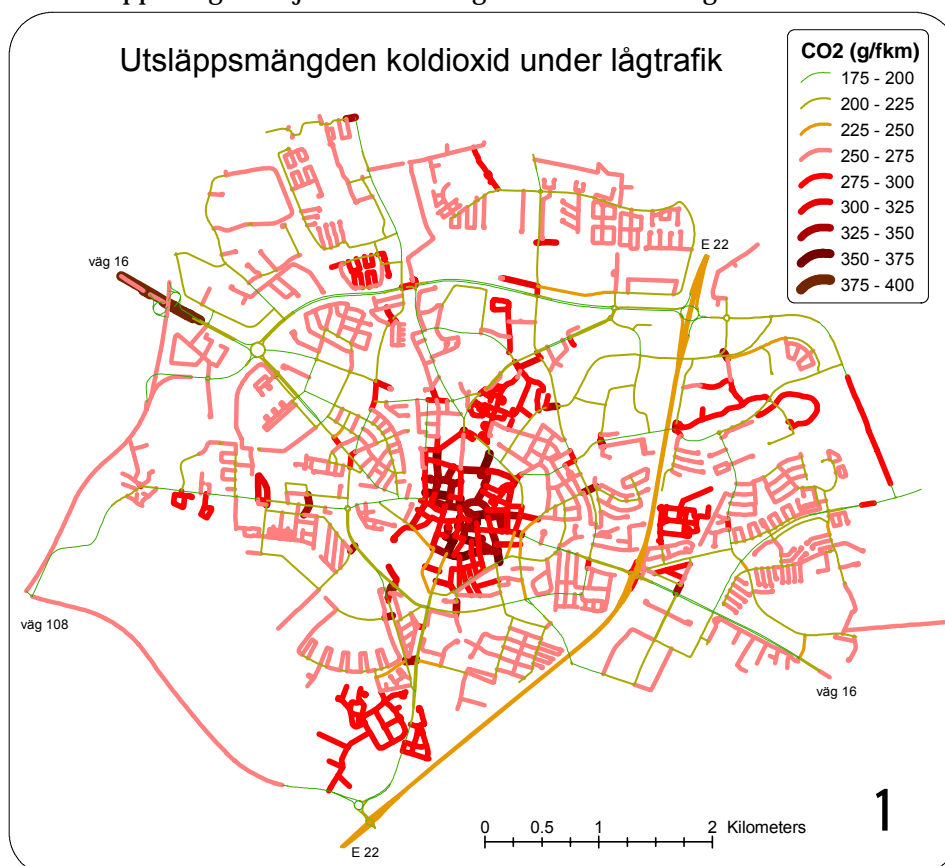 Utsläppsmängden koldioxid under lågtrafik
CO2 (g/fkm)
175 - 200
200 - 225
225 - 250
250 - 275
275 - 300
300 - 325
325 - 350
350 - 375
375 - 400
E 22
väg 16
väg 108
väg 16
1
0 0.5 1 2 Kilometers
E 22